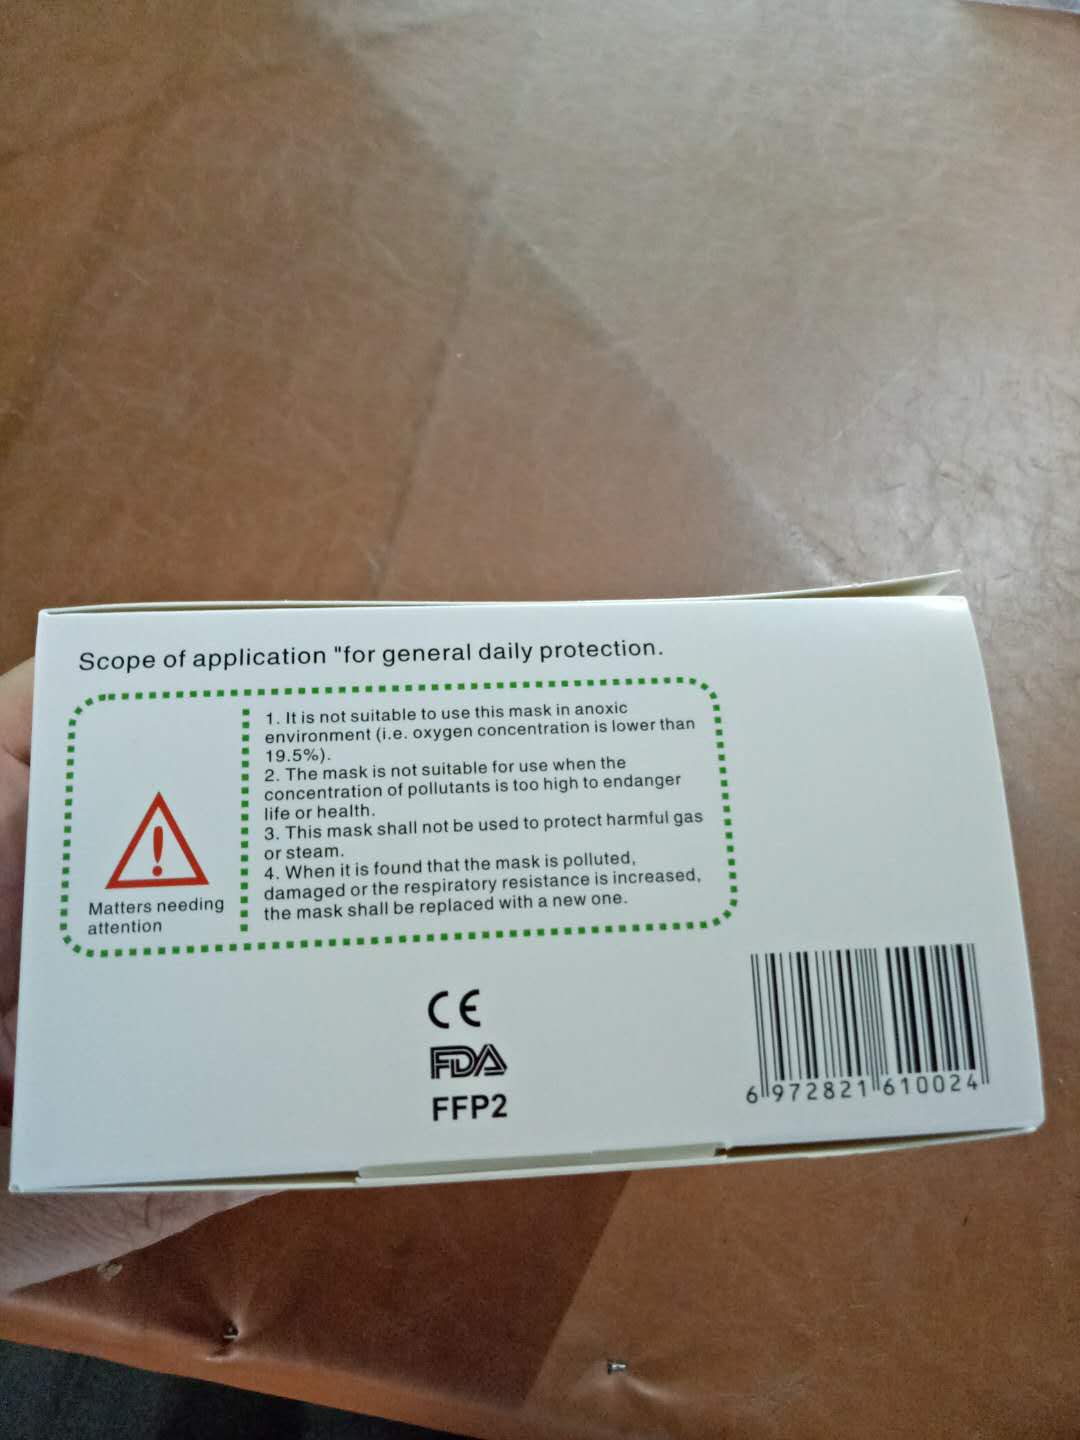 Scope of application "for general daily protection.
1. It is not suitable to use this mask in anoxic
environment (i.e. oxygen concentration is lower than
19.5%).
2. The mask is not suitable for use when the
concentration of pollutants is too high to endanger
life or health.
3. This mask shall not be used to protect harmful gas
or steam.
4. When it is found that the mask is polluted,
damaged or the respiratory resistance is increased,
the mask shall be replaced with a new one.
!
Matters needing
attention
CE
FDA
FFP2
6 972821 610024